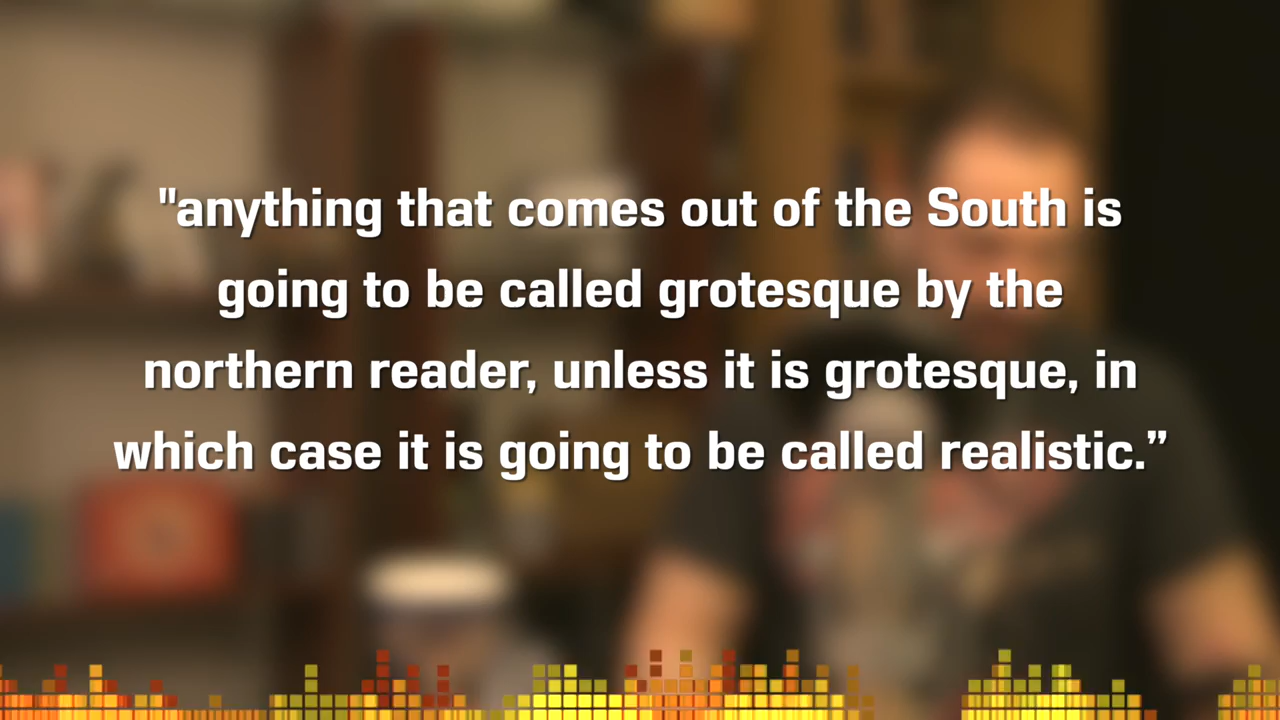 "anything that comes out of the South is
going to be called grotesque by the
northern reader, unless it is grotesque, in
which case it is going to be called realistic.”